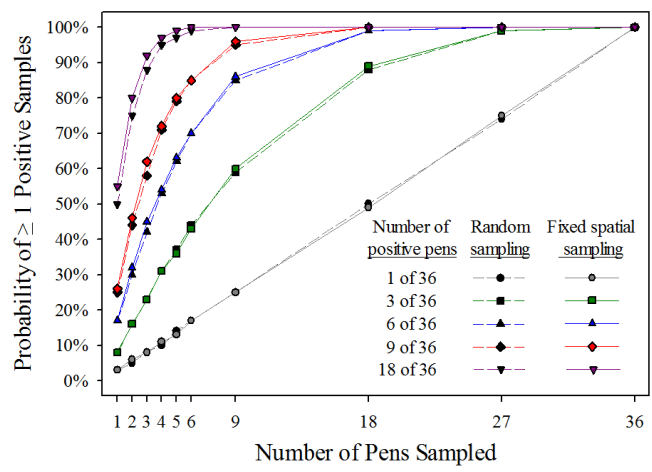 100%
90%
80%
70%
60%
50%
40%
30%
20%
10%
0%
Probability of ≥ 1 Positive Samples
Number of Random Fixed spatial
positive pens sampling sampling
1 of 36
3 of 36
6 of 36
9 of 36
18 of 36
1 2 3 4 5 6 9 18 27 36
Number of Pens Sampled